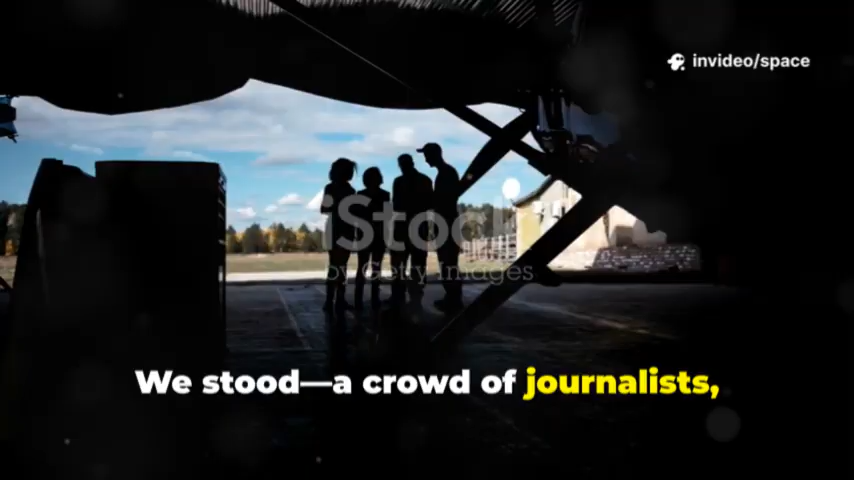 invideo/space
iStock
by Getty Images
We stood—a crowd of journalists,